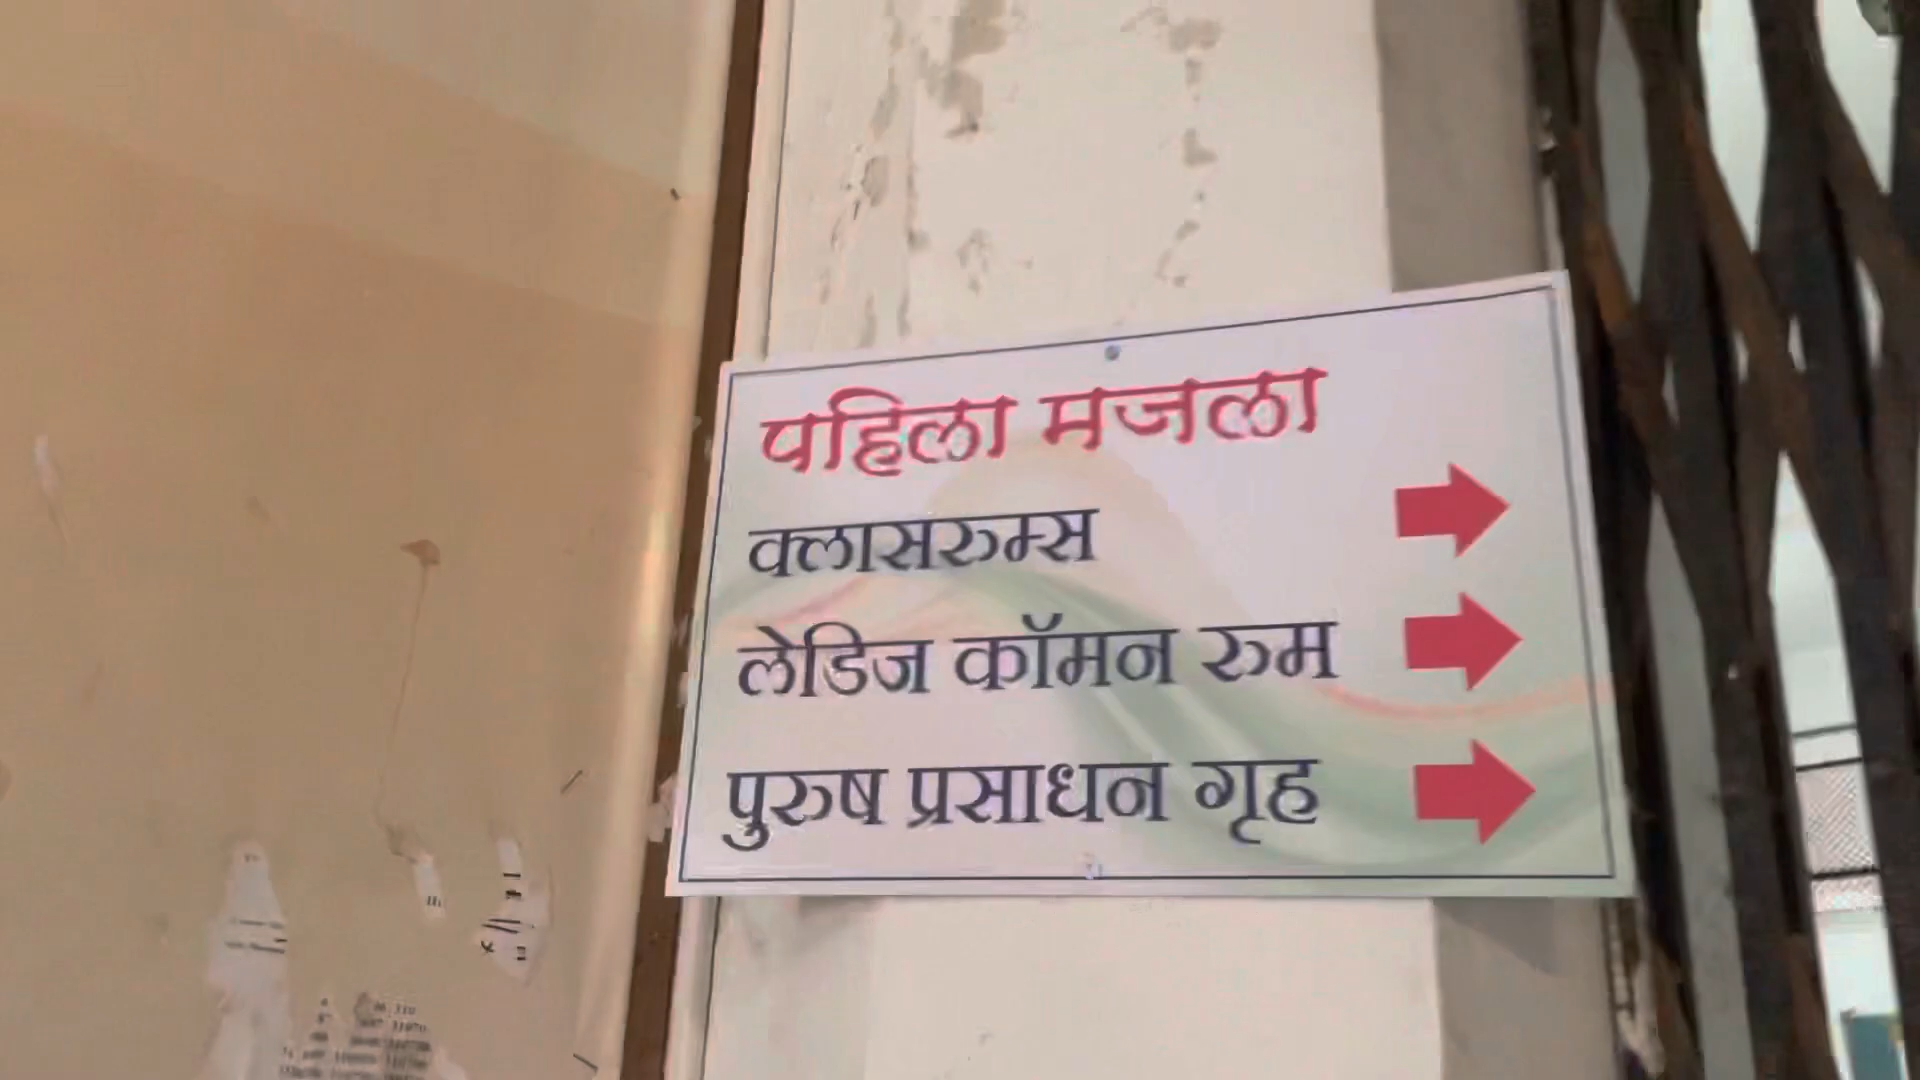 पहिला मजला
क्लासरुम्स
लेडिज कॉमन रुम
पुरुष प्रसाधन गृह